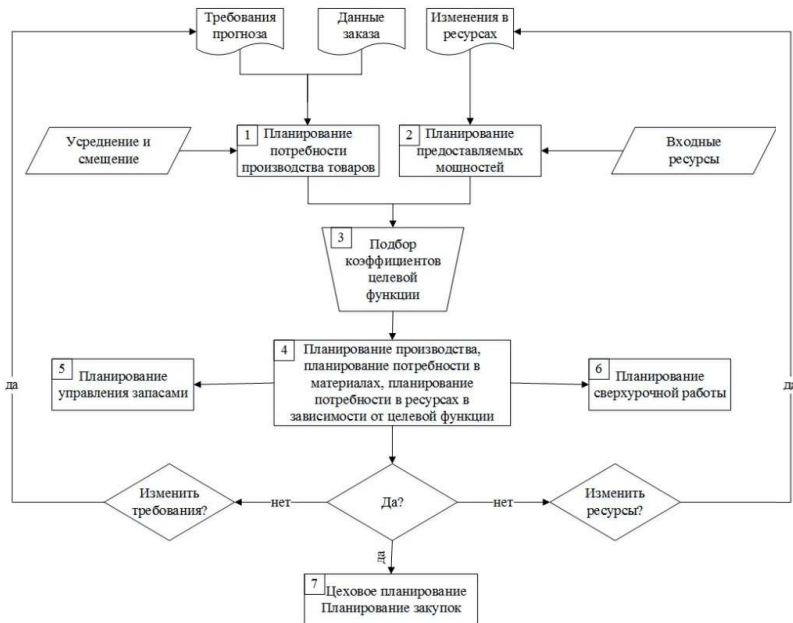 Требования
прогноза
Данные
заказа
Изменения в
ресурсах
Усреднение и
смещение
1 Планирование
потребности
производства товаров
2 Планирование
предоставляемых
мощностей
Входные
ресурсы
3
Подбор
коэффициентов
целевой
функции
4 Планирование производства,
планирование потребности в
материалах, планирование
потребности в ресурсах в
зависимости от целевой функции
5
Планирование
управления запасами
6
Планирование
сверхурочной работы
да
да
Изменить
требования?
нет
Да?
нет
Изменить
ресурсы?
да
7
Цеховое планирование
Планирование закупок